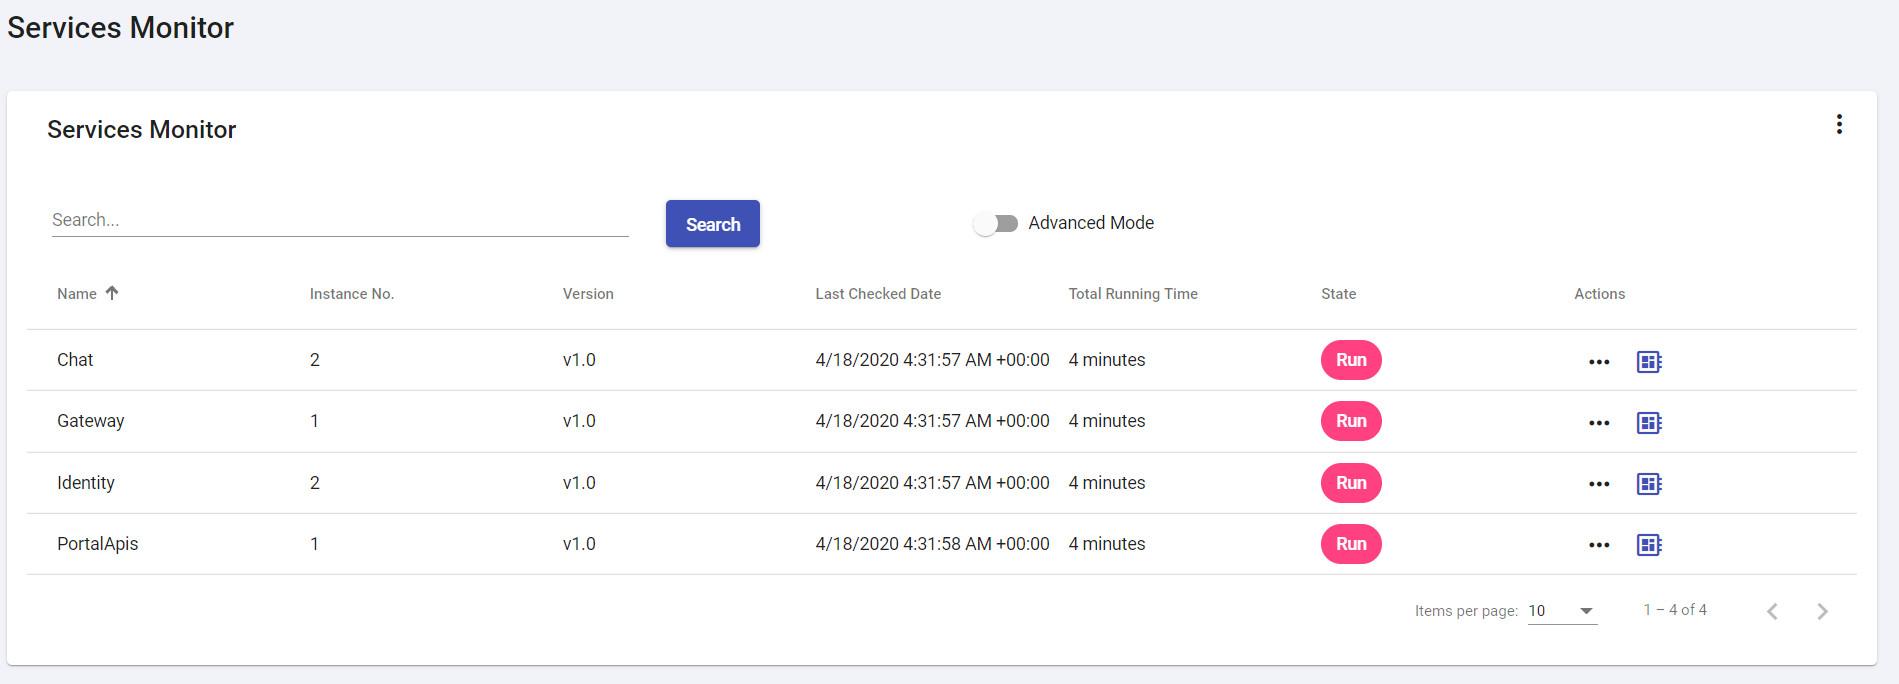 Services Monitor
Services Monitor
Search...
Search
Advanced Mode
Name Instance No. Version Last Checked Date Total Running Time State Actions
Chat 2 v1.0 4/18/2020 4:31:57 AM +00:00 4 minutes Run
Gateway 1 v1.0 4/18/2020 4:31:57 AM +00:00 4 minutes Run
Identity 2 v1.0 4/18/2020 4:31:57 AM +00:00 4 minutes Run
PortalApis 1 v1.0 4/18/2020 4:31:58 AM +00:00 4 minutes Run
Items per page: 10 1 – 4 of 4